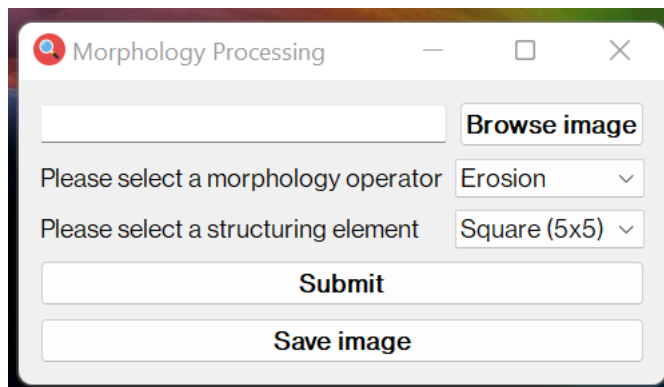 Morphology Processing
Browse image
Please select a morphology operator Erosion
Please select a structuring element Square (5x5)
Submit
Save image